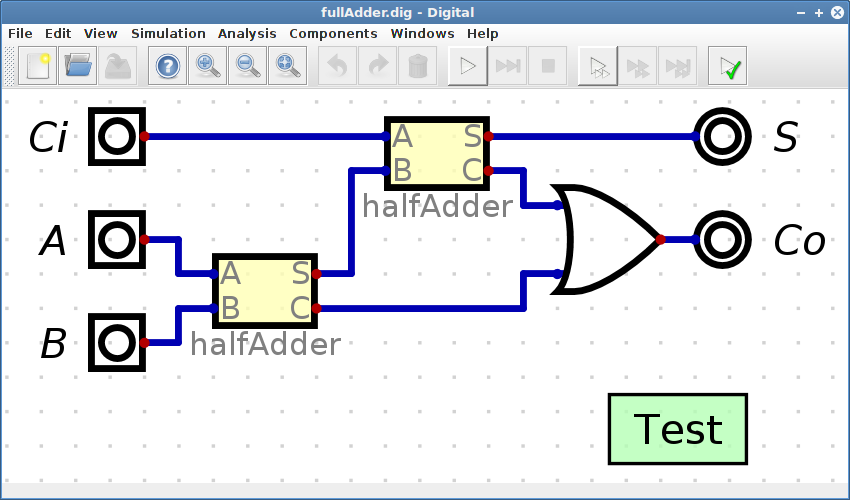 fullAdder.dig - Digital
File Edit View Simulation Analysis Components Windows Help
?
Ci
A S
B C
halfAdder
S
A
A S
B C
halfAdder
Co
B
Test